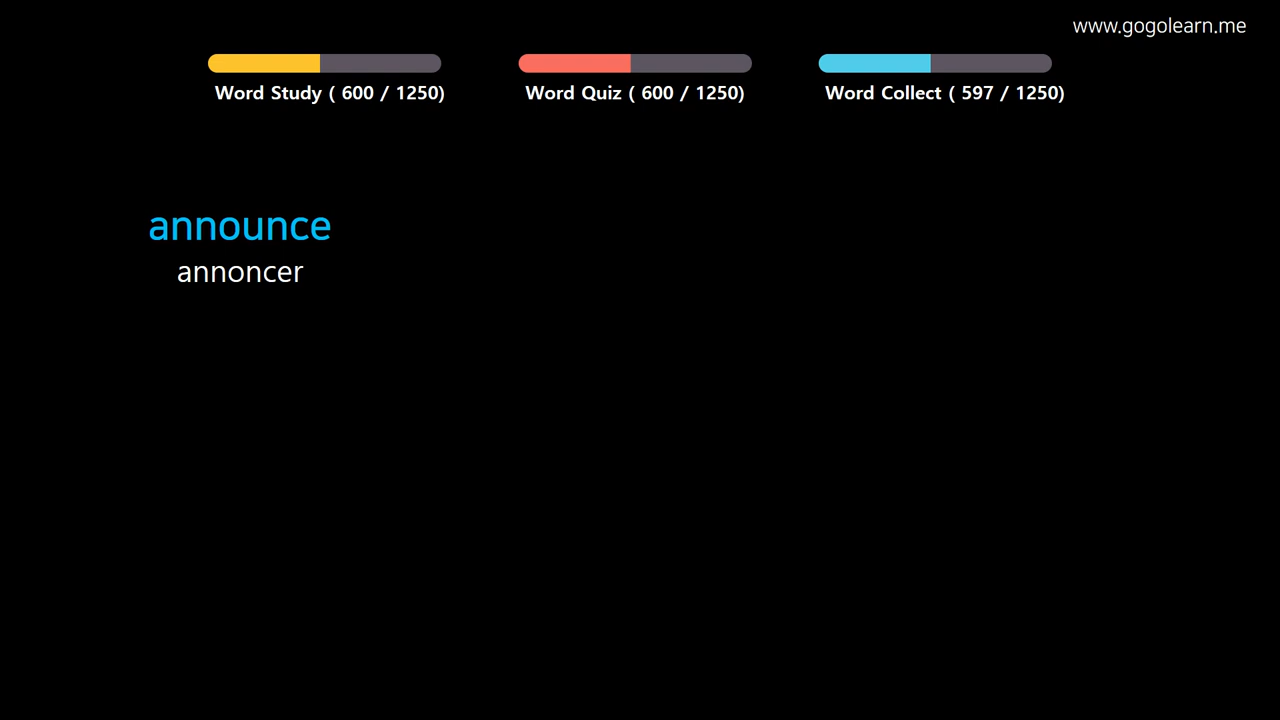 www.gogolearn.me
Word Study ( 600 / 1250)
Word Quiz ( 600 / 1250)
Word Collect ( 597 / 1250)
announce
annoncer